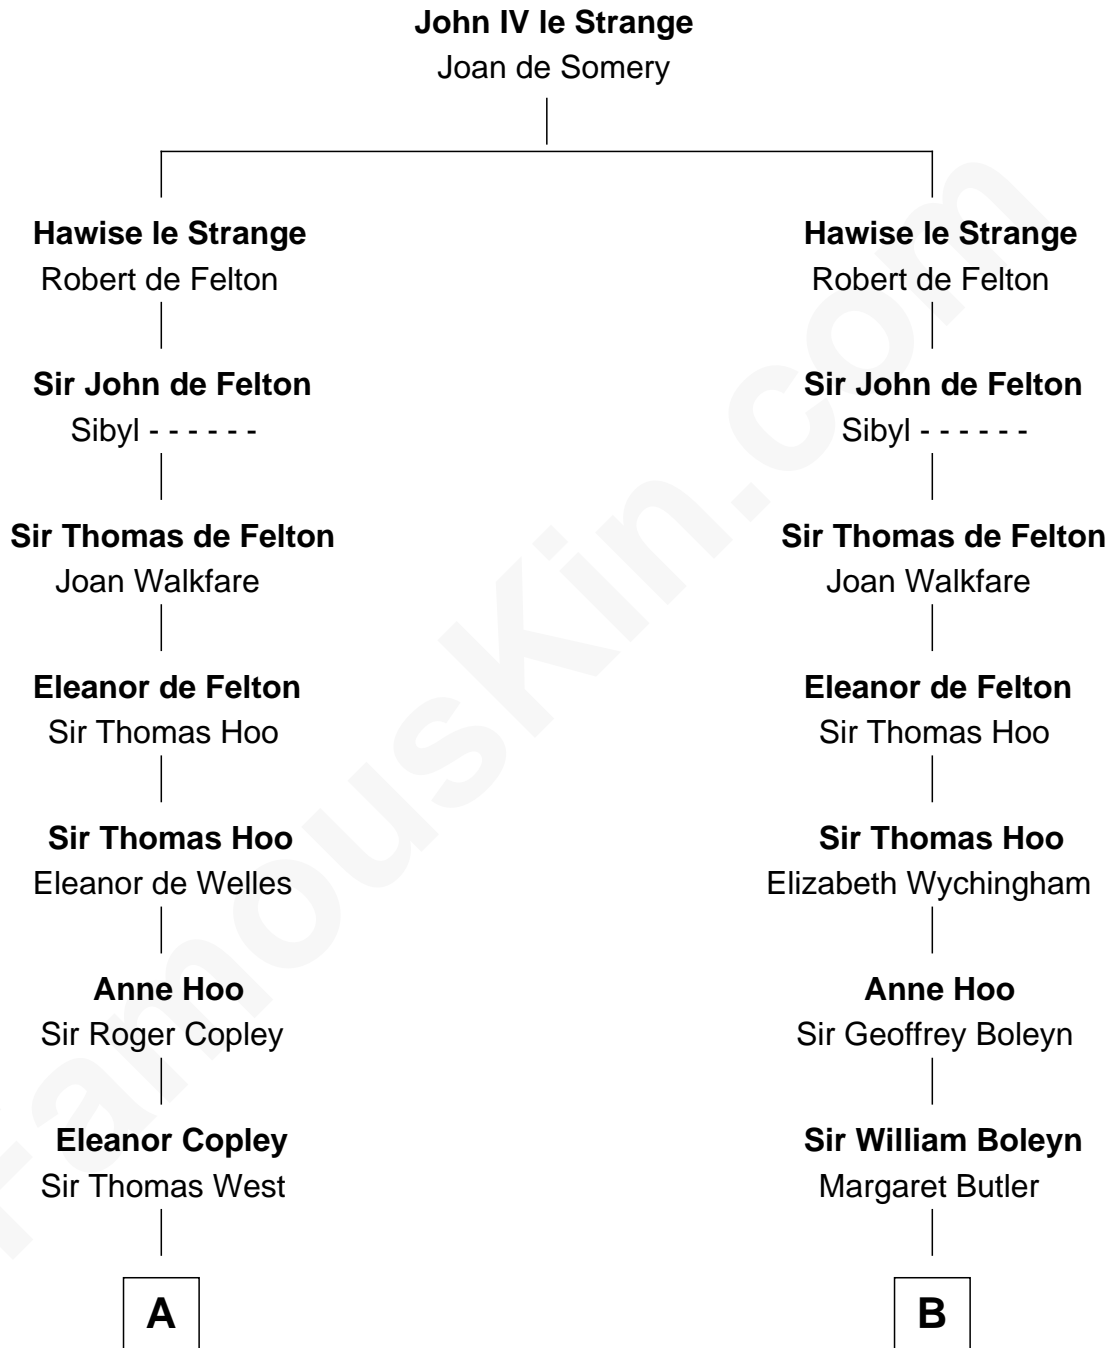 John IV le Strange
Joan de Somery
Hawise le Strange
Robert de Felton
Hawise le Strange
Robert de Felton
Sir John de Felton
Sibyl - - - - - -
Sir John de Felton
Sibyl - - - - - -
Sir Thomas de Felton
Joan Walkfare
Sir Thomas de Felton
Joan Walkfare
Eleanor de Felton
Sir Thomas Hoo
Eleanor de Felton
Sir Thomas Hoo
Sir Thomas Hoo
Eleanor de Welles
Sir Thomas Hoo
Elizabeth Wychingham
Anne Hoo
Sir Roger Copley
Anne Hoo
Sir Geoffrey Boleyn
Eleanor Copley
Sir Thomas West
Sir William Boleyn
Margaret Butler
A
B
FamousKin.com